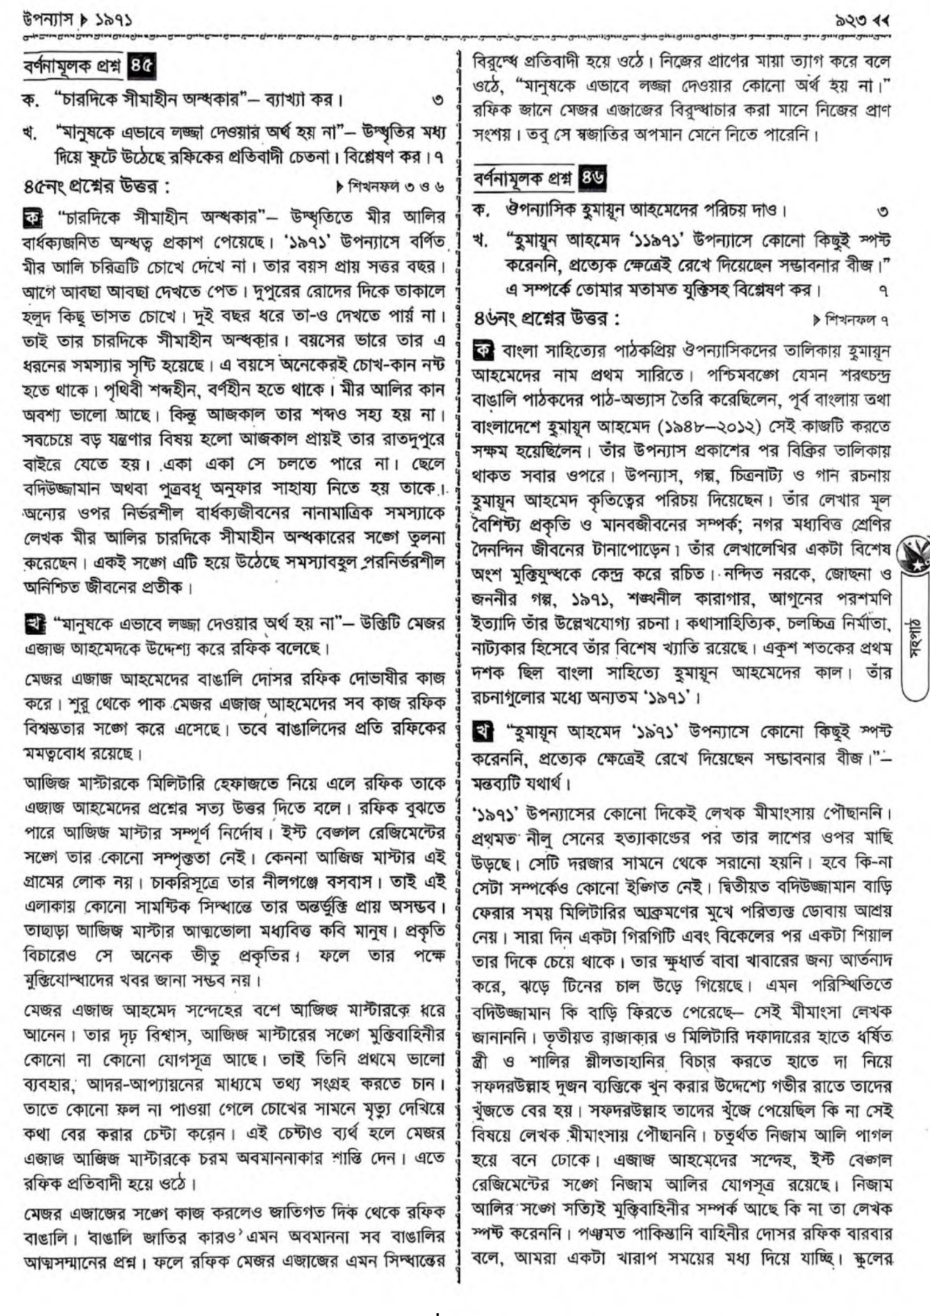 উপন্যাস ▶ ১৯৭১
৯২৩ ◀◀
বর্ণনামূলক প্রশ্ন ৪৫
ক. “চারদিকে সীমাহীন অন্ধকার”– ব্যাখ্যা কর। ৩
খ. “মানুষকে এভাবে লজ্জা দেওয়ার অর্থ হয় না”– উদ্ধৃতির মধ্য
দিয়ে ফুটে উঠেছে রফিকের প্রতিবাদী চেতনা। বিশ্লেষণ কর। ৭
৪৫নং প্রশ্নের উত্তর : ▶ শিখনফল ৩ ও ৬
ক “চারদিকে সীমাহীন অন্ধকার”– উদ্ধৃতিতে মীর আলির
বার্ধক্যজনিত অন্ধত্ব প্রকাশ পেয়েছে। ‘১৯৭১’ উপন্যাসে বর্ণিত
মীর আলি চরিত্রটি চোখে দেখে না। তার বয়স প্রায় সত্তর বছর।
আগে আবছা আবছা দেখতে পেত। দুপুরের রোদের দিকে তাকালে
হলুদ কিছু ভাসত চোখে। দুই বছর ধরে তা-ও দেখতে পায় না।
তাই তার চারদিকে সীমাহীন অন্ধকার। বয়সের ভারে তার এ
ধরনের সমস্যার সৃষ্টি হয়েছে। এ বয়সে অনেকেরই চোখ-কান নষ্ট
হতে থাকে। পৃথিবী শব্দহীন, বর্ণহীন হতে থাকে। মীর আলির কান
অবশ্য ভালো আছে। কিন্তু আজকাল তার শব্দও সহ্য হয় না।
সবচেয়ে বড় যন্ত্রণার বিষয় হলো আজকাল প্রায়ই তার রাতদুপুরে
বাইরে যেতে হয়। একা একা সে চলতে পারে না। ছেলে
বদিউজ্জামান অথবা পুত্রবধূ অনুফার সাহায্য নিতে হয় তাকে।
অন্যের ওপর নির্ভরশীল বার্ধক্যজীবনের নানামাত্রিক সমস্যাকে
লেখক মীর আলির চারদিকে সীমাহীন অন্ধকারের সঙ্গে তুলনা
করেছেন। একই সঙ্গে এটি হয়ে উঠেছে সমস্যাবহুল পরনির্ভরশীল
অনিশ্চিত জীবনের প্রতীক।
খ “মানুষকে এভাবে লজ্জা দেওয়ার অর্থ হয় না”– উক্তিটি মেজর
এজাজ আহমেদকে উদ্দেশ্য করে রফিক বলেছে।
মেজর এজাজ আহমেদের বাঙালি দোসর রফিক দোভাষীর কাজ
করে। শুরু থেকে পাক মেজর এজাজ আহমেদের সব কাজ রফিক
বিশ্বস্ততার সঙ্গে করে এসেছে। তবে বাঙালিদের প্রতি রফিকের
মমত্ববোধ রয়েছে।
আজিজ মাস্টারকে মিলিটারি হেফাজতে নিয়ে এলে রফিক তাকে
এজাজ আহমেদের প্রশ্নের সত্য উত্তর দিতে বলে। রফিক বুঝতে
পারে আজিজ মাস্টার সম্পূর্ণ নির্দোষ। ইস্ট বেঙ্গল রেজিমেন্টের
সঙ্গে তার কোনো সম্পৃক্ততা নেই। কেননা আজিজ মাস্টার এই
গ্রামের লোক নয়। চাকরিসূত্রে তার নীলগঞ্জে বসবাস। তাই এই
এলাকায় কোনো সামষ্টিক সিদ্ধান্তে তার অন্তর্ভুক্তি প্রায় অসম্ভব।
তাছাড়া আজিজ মাস্টার আত্মভোলা মধ্যবিত্ত কবি মানুষ। প্রকৃতি
বিচারেও সে অনেক ভীতু প্রকৃতির। ফলে তার পক্ষে
মুক্তিযোদ্ধাদের খবর জানা সম্ভব নয়।
মেজর এজাজ আহমেদ সন্দেহের বশে আজিজ মাস্টারকে ধরে
আনেন। তার দৃঢ় বিশ্বাস, আজিজ মাস্টারের সঙ্গে মুক্তিবাহিনীর
কোনো না কোনো যোগসূত্র আছে। তাই তিনি প্রথমে ভালো
ব্যবহার, আদর-আপ্যায়নের মাধ্যমে তথ্য সংগ্রহ করতে চান।
তাতে কোনো ফল না পাওয়া গেলে চোখের সামনে মৃত্যু দেখিয়ে
কথা বের করার চেষ্টা করেন। এই চেষ্টাও ব্যর্থ হলে মেজর
এজাজ আজিজ মাস্টারকে চরম অবমাননাকার শাস্তি দেন। এতে
রফিক প্রতিবাদী হয়ে ওঠে।
মেজর এজাজের সঙ্গে কাজ করলেও জাতিগত দিক থেকে রফিক
বাঙালি। বাঙালি জাতির কারও এমন অবমাননা সব বাঙালির
আত্মসম্মানের প্রশ্ন। ফলে রফিক মেজর এজাজের এমন সিদ্ধান্তের
বিরুদ্ধে প্রতিবাদী হয়ে ওঠে। নিজের প্রাণের মায়া ত্যাগ করে বলে
ওঠে, “মানুষকে এভাবে লজ্জা দেওয়ার কোনো অর্থ হয় না।”
রফিক জানে মেজর এজাজের বিরুদ্ধাচার করা মানে নিজের প্রাণ
সংশয়। তবু সে স্বজাতির অপমান মেনে নিতে পারেনি।
বর্ণনামূলক প্রশ্ন ৪৬
ক. ঔপন্যাসিক হুমায়ূন আহমেদের পরিচয় দাও। ৩
খ. “হুমায়ূন আহমেদ ‘১১৯৭১’ উপন্যাসে কোনো কিছুই স্পষ্ট
করেননি, প্রত্যেক ক্ষেত্রেই রেখে দিয়েছেন সম্ভাবনার বীজ।”
এ সম্পর্কে তোমার মতামত যুক্তিসহ বিশ্লেষণ কর। ৭
৪৬নং প্রশ্নের উত্তর : ▶ শিখনফল ৭
ক বাংলা সাহিত্যের পাঠকপ্রিয় ঔপন্যাসিকদের তালিকায় হুমায়ূন
আহমেদের নাম প্রথম সারিতে। পশ্চিমবঙ্গে যেমন শরৎচন্দ্র
বাঙালি পাঠকদের পাঠ-অভ্যাস তৈরি করেছিলেন, পূর্ব বাংলায় তথা
বাংলাদেশে হুমায়ূন আহমেদ (১৯৪৮–২০১২) সেই কাজটি করতে
সক্ষম হয়েছিলেন। তাঁর উপন্যাস প্রকাশের পর বিক্রির তালিকায়
থাকত সবার ওপরে। উপন্যাস, গল্প, চিত্রনাট্য ও গান রচনায়
হুমায়ূন আহমেদ কৃতিত্বের পরিচয় দিয়েছেন। তাঁর লেখার মূল
বৈশিষ্ট্য প্রকৃতি ও মানবজীবনের সম্পর্ক; নগর মধ্যবিত্ত শ্রেণির
দৈনন্দিন জীবনের টানাপোড়েন। তাঁর লেখালেখির একটা বিশেষ
অংশ মুক্তিযুদ্ধকে কেন্দ্র করে রচিত। নন্দিত নরকে, জোছনা ও
জননীর গল্প, ১৯৭১, শঙ্খনীল কারাগার, আগুনের পরশমণি
ইত্যাদি তাঁর উল্লেখযোগ্য রচনা। কথাসাহিত্যিক, চলচ্চিত্র নির্মাতা,
নাট্যকার হিসেবে তাঁর বিশেষ খ্যাতি রয়েছে। একুশ শতকের প্রথম
দশক ছিল বাংলা সাহিত্যে হুমায়ূন আহমেদের কাল। তাঁর
রচনাগুলোর মধ্যে অন্যতম ‘১৯৭১’।
খ “হুমায়ূন আহমেদ ‘১৯৭১’ উপন্যাসে কোনো কিছুই স্পষ্ট
করেননি, প্রত্যেক ক্ষেত্রেই রেখে দিয়েছেন সম্ভাবনার বীজ।”–
মন্তব্যটি যথার্থ।
‘১৯৭১’ উপন্যাসের কোনো দিকেই লেখক মীমাংসায় পৌছাননি।
প্রথমত নীলু সেনের হত্যাকাণ্ডের পর তার লাশের ওপর মাছি
উড়ছে। সেটি দরজার সামনে থেকে সরানো হয়নি। হবে কি-না
সেটা সম্পর্কেও কোনো ইঙ্গিত নেই। দ্বিতীয়ত বদিউজ্জামান বাড়ি
ফেরার সময় মিলিটারির আক্রমণের মুখে পরিত্যক্ত ডোবায় আশ্রয়
নেয়। সারা দিন একটা গিরগিটি এবং বিকেলের পর একটা শিয়াল
তার দিকে চেয়ে থাকে। তার ক্ষুধার্ত বাবা খাবারের জন্য আর্তনাদ
করে, ঝড়ে টিনের চাল উড়ে গিয়েছে। এমন পরিস্থিতিতে
বদিউজ্জামান কি বাড়ি ফিরতে পেরেছে– সেই মীমাংসা লেখক
জানাননি। তৃতীয়ত রাজাকার ও মিলিটারি দফাদারের হাতে ধর্ষিত
স্ত্রী ও শালির শ্লীলতাহানির বিচার করতে হাতে দা নিয়ে
সফদরউল্লাহ দুজন ব্যক্তিকে খুন করার উদ্দেশ্যে গভীর রাতে তাদের
খুঁজতে বের হয়। সফদরউল্লাহ তাদের খুঁজে পেয়েছিল কি না সেই
বিষয়ে লেখক মীমাংসায় পৌছাননি। চতুর্থত নিজাম আলি পাগল
হয়ে বনে ঢোকে। এজাজ আহমেদের সন্দেহ, ইস্ট বেঙ্গল
রেজিমেন্টের সঙ্গে নিজাম আলির যোগসূত্র রয়েছে। নিজাম
আলির সঙ্গে সত্যিই মুক্তিবাহিনীর সম্পর্ক আছে কি না তা লেখক
স্পষ্ট করেননি। পঞ্চমত পাকিস্তানি বাহিনীর দোসর রফিক বারবার
বলে, আমরা একটা খারাপ সময়ের মধ্য দিয়ে যাচ্ছি। স্কুলের
সহপাঠ